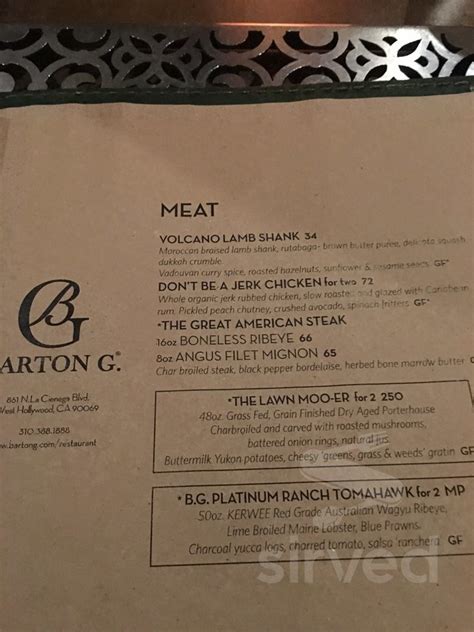 MEAT
VOLCANO LAMB SHANK 34
Moroccan braised lamb shank, rutabaga- brown butter puree, delicata squash
dukkah crumble
Vadouvan curry spice, roasted hazelnuts, sunflower & sesame seeds GF*
DON'T BE A JERK CHICKEN for two 72
Whole organic jerk rubbed chicken, slow roasted and glazed with Caribbean
rum. Pickled peach chutney, crushed avocado, spinach fritters. GF*
*THE GREAT AMERICAN STEAK
16oz BONELESS RIBEYE 66
8oz ANGUS FILET MIGNON 65
Char broiled steak, black pepper bordelaise, herbed bone marrow butter
*THE LAWN MOO-ER for 2 250
48oz. Grass Fed, Grain Finished Dry Aged Porterhouse
Charbroiled and carved with roasted mushrooms,
battered onion rings, natural jus.
Buttermilk Yukon potatoes, cheesy 'greens, grass & weeds' gratin GF*
* B.G. PLATINUM RANCH TOMAHAWK for 2 MP
50oz. KERWEE Red Grade Australian Wagyu Ribeye,
Lime Broiled Maine Lobster, Blue Prawns.
Charcoal yucca logs, charred tomato, salsa 'ranchera. GF
BG
ARTON G.®
861 N.La Cienega Blvd.
West Hollywood, CA 90069
310.388.1888
w.bartong.com/restaurant
sirved